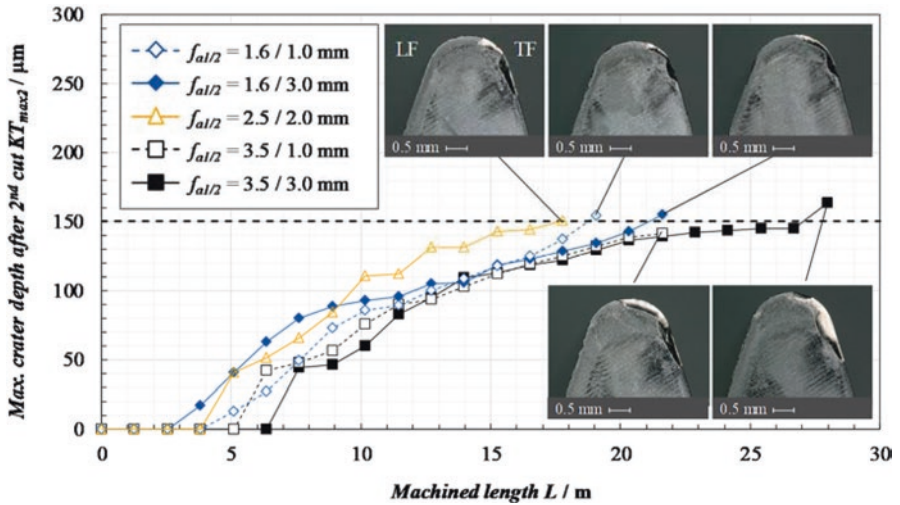 Max. crater depth after 2nd cut KTmax2 / µm
300
250
200
150
100
50
0
fa1/2 = 1.6 / 1.0 mm
fa1/2 = 1.6 / 3.0 mm
fa1/2 = 2.5 / 2.0 mm
fa1/2 = 3.5 / 1.0 mm
fa1/2 = 3.5 / 3.0 mm
LF TF
0.5 mm
0.5 mm
0.5 mm
0.5 mm
0.5 mm
0 5 10 15 20 25 30
Machined length L / m